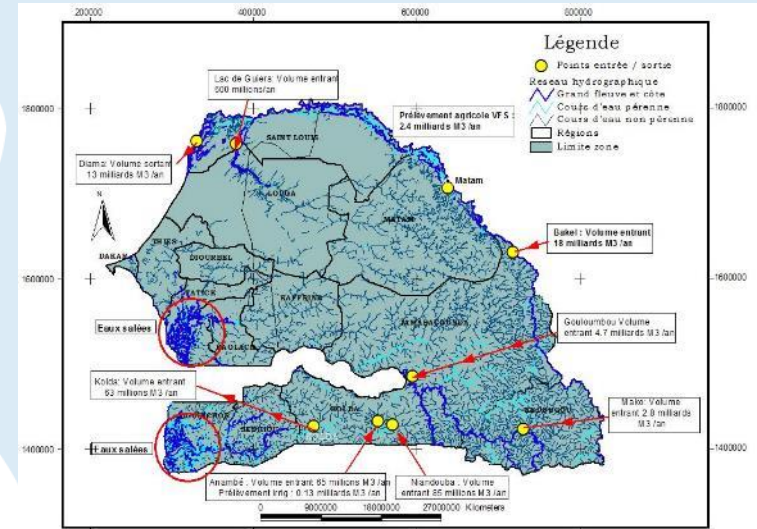 200000 400000 600000 800000
Légende
Points entrée / sortie
Reseau hydrographique
Grand fleuve et côte
Cours d'eau pérenne
Cours d'eau non pérenne
Régions
Limite zone
Lac de Guiera: Volume entrant
600 millions/an
1800000
1800000
Prélèvement agricole VFS :
2.4 milliards M3 /an
SAINT LOUIS
Diama: Volume sortant
13 milliards M3 /an
Matam
LOUGA
MATAM
N
Bakel : Volume entrant
18 milliards M3 /an
THIES
DAKAR
DIOURBEL
1600000
1600000
FATICK
KAFFRINE
Eaux salées
TAMBACOUNDA
KAOLACK
Gouloumbou Volume
entrant 4.7 milliards M3 /an
Kolda: Volume entrant
63 millions M3 /an
Mako: Volume
entrant 2.8 milliards
M3 /an
KOLDA
KEDOUGOU
ZIGUINCHOR
SEDHIOU
1400000
1400000
Eaux salées
Anambé : Volume entrant 65 millions M3 /an
Prélèvement Irrig : 0.13 milliards M3 /an
Niandouba : Volume
entrant 85 millions M3 /an
0 9000000 18000000 27000000 Kilometers